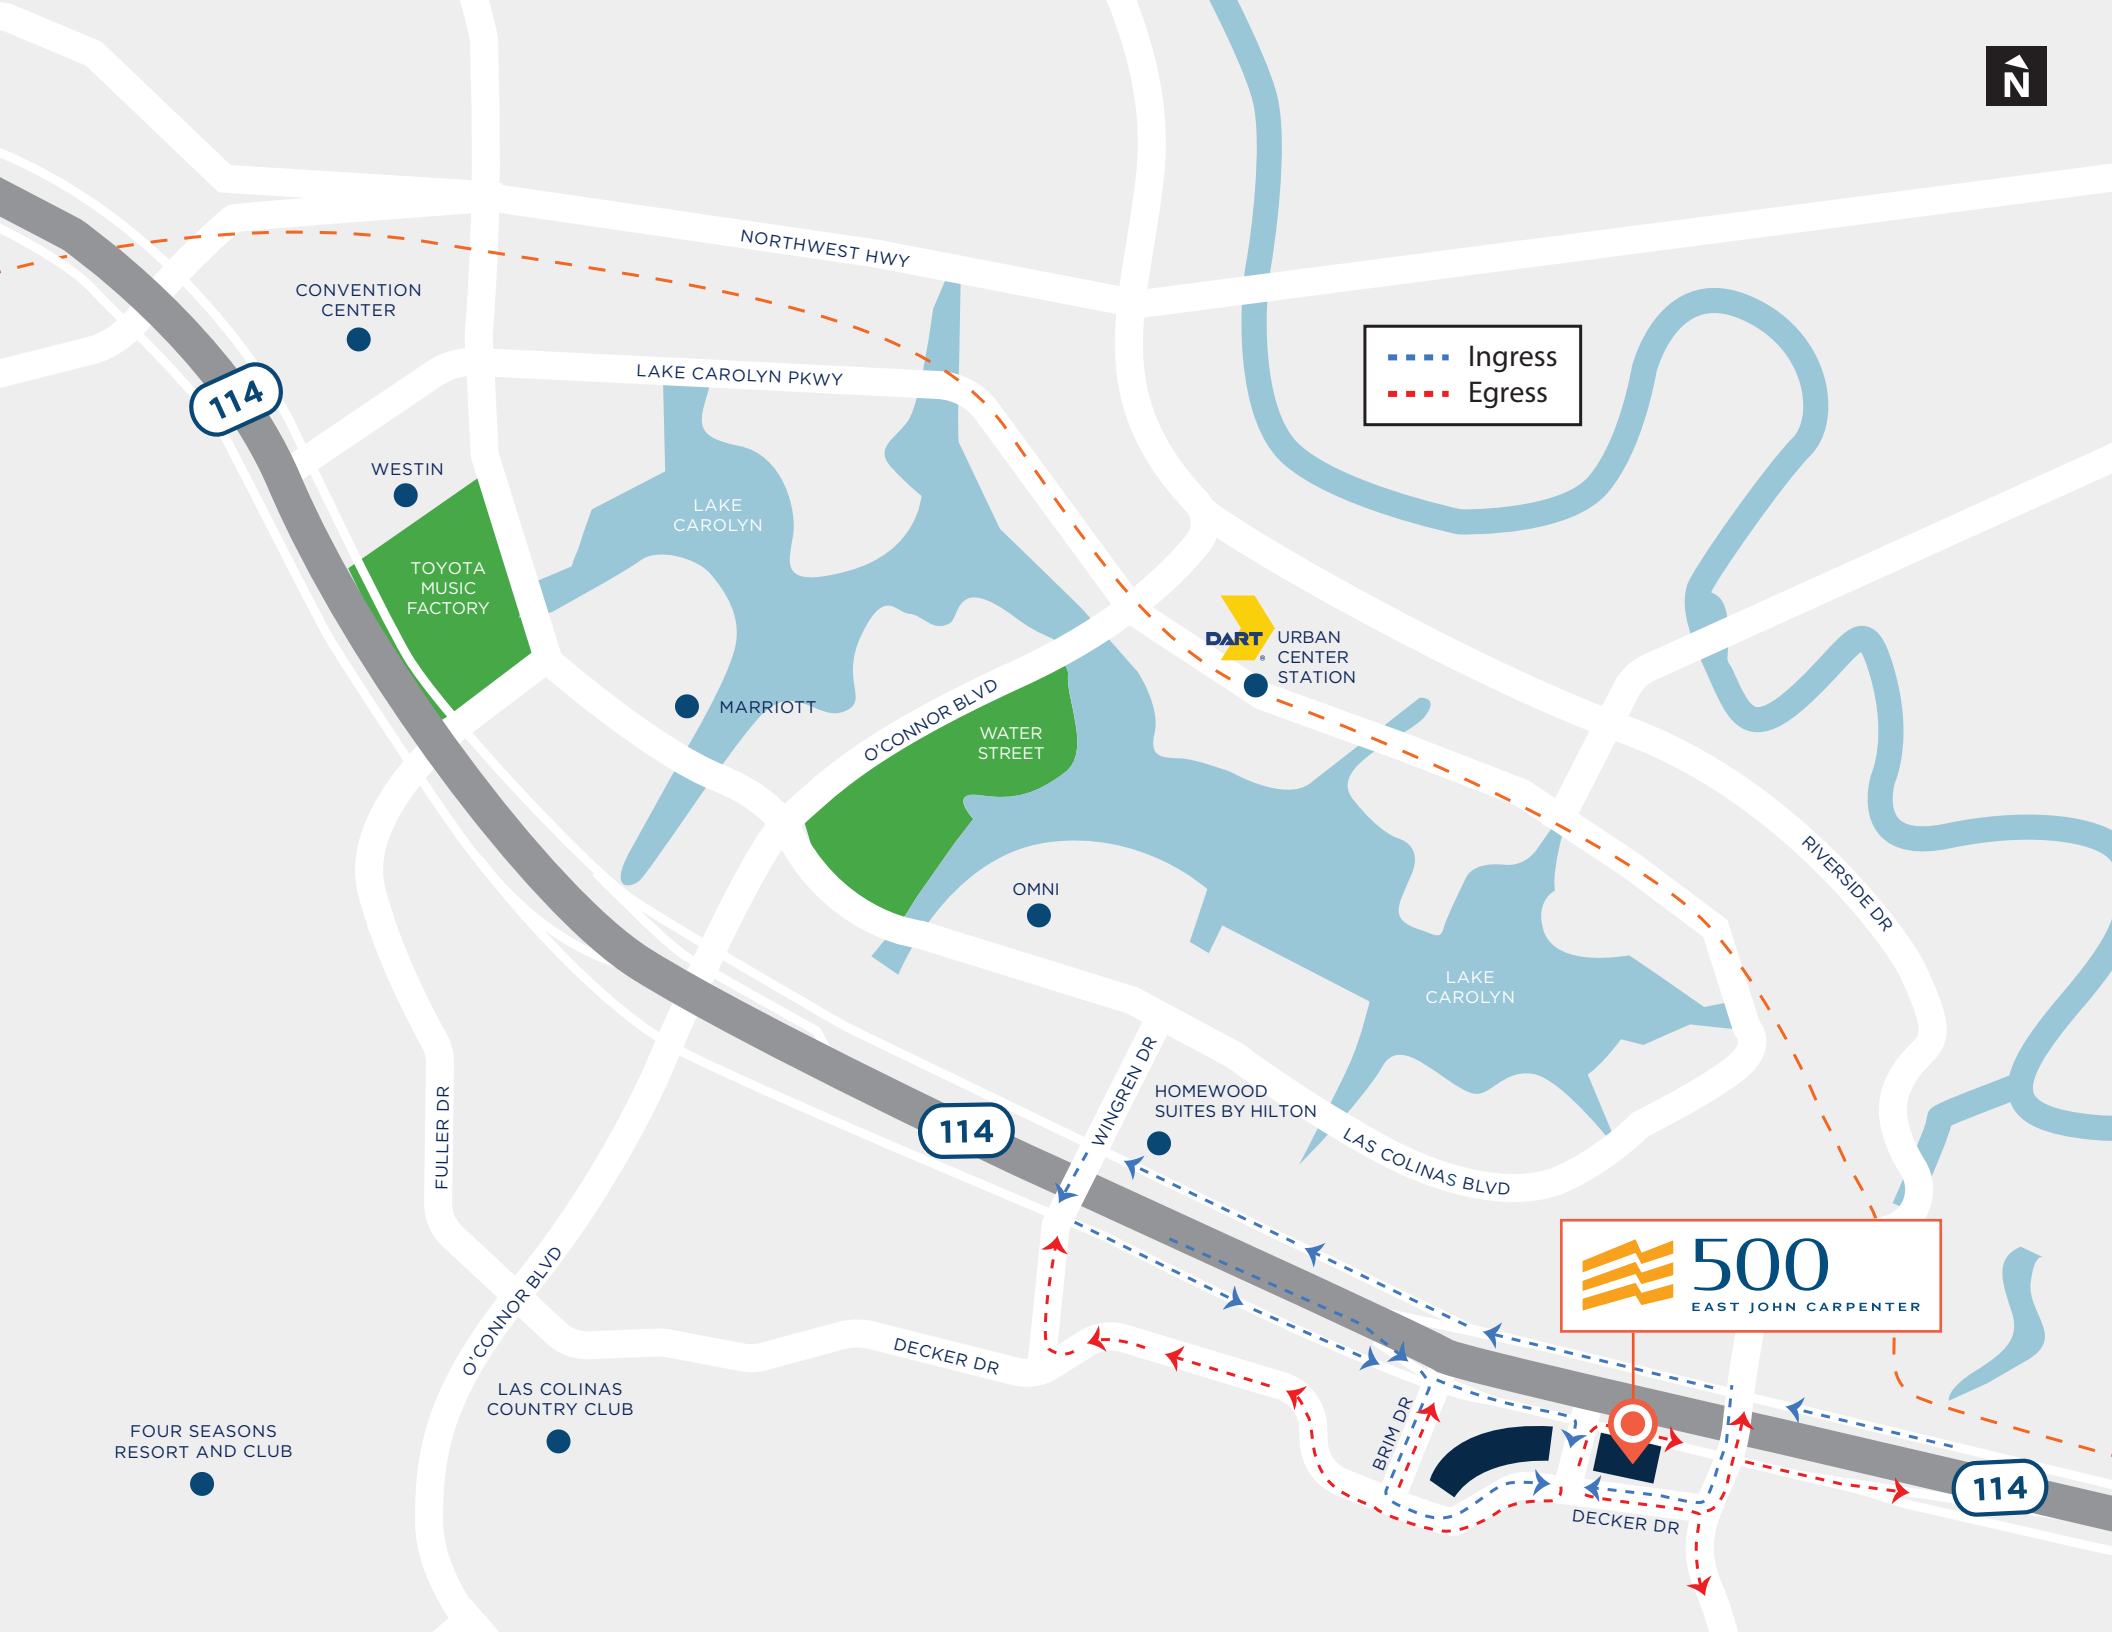 N
NORTHWEST HWY
CONVENTION
CENTER
Ingress
Egress
LAKE CAROLYN PKWY
114
WESTIN
LAKE
CAROLYN
TOYOTA
MUSIC
FACTORY
DART
®
URBAN
CENTER
STATION
MARRIOTT
O'CONNOR BLVD
WATER
STREET
RIVERSIDE DR
OMNI
LAKE
CAROLYN
WINGREN DR
HOMEWOOD
SUITES BY HILTON
FULLER DR
114
LAS COLINAS BLVD
500
EAST JOHN CARPENTER
O'CONNOR BLVD
DECKER DR
LAS COLINAS
COUNTRY CLUB
BRIM DR
FOUR SEASONS
RESORT AND CLUB
114
DECKER DR